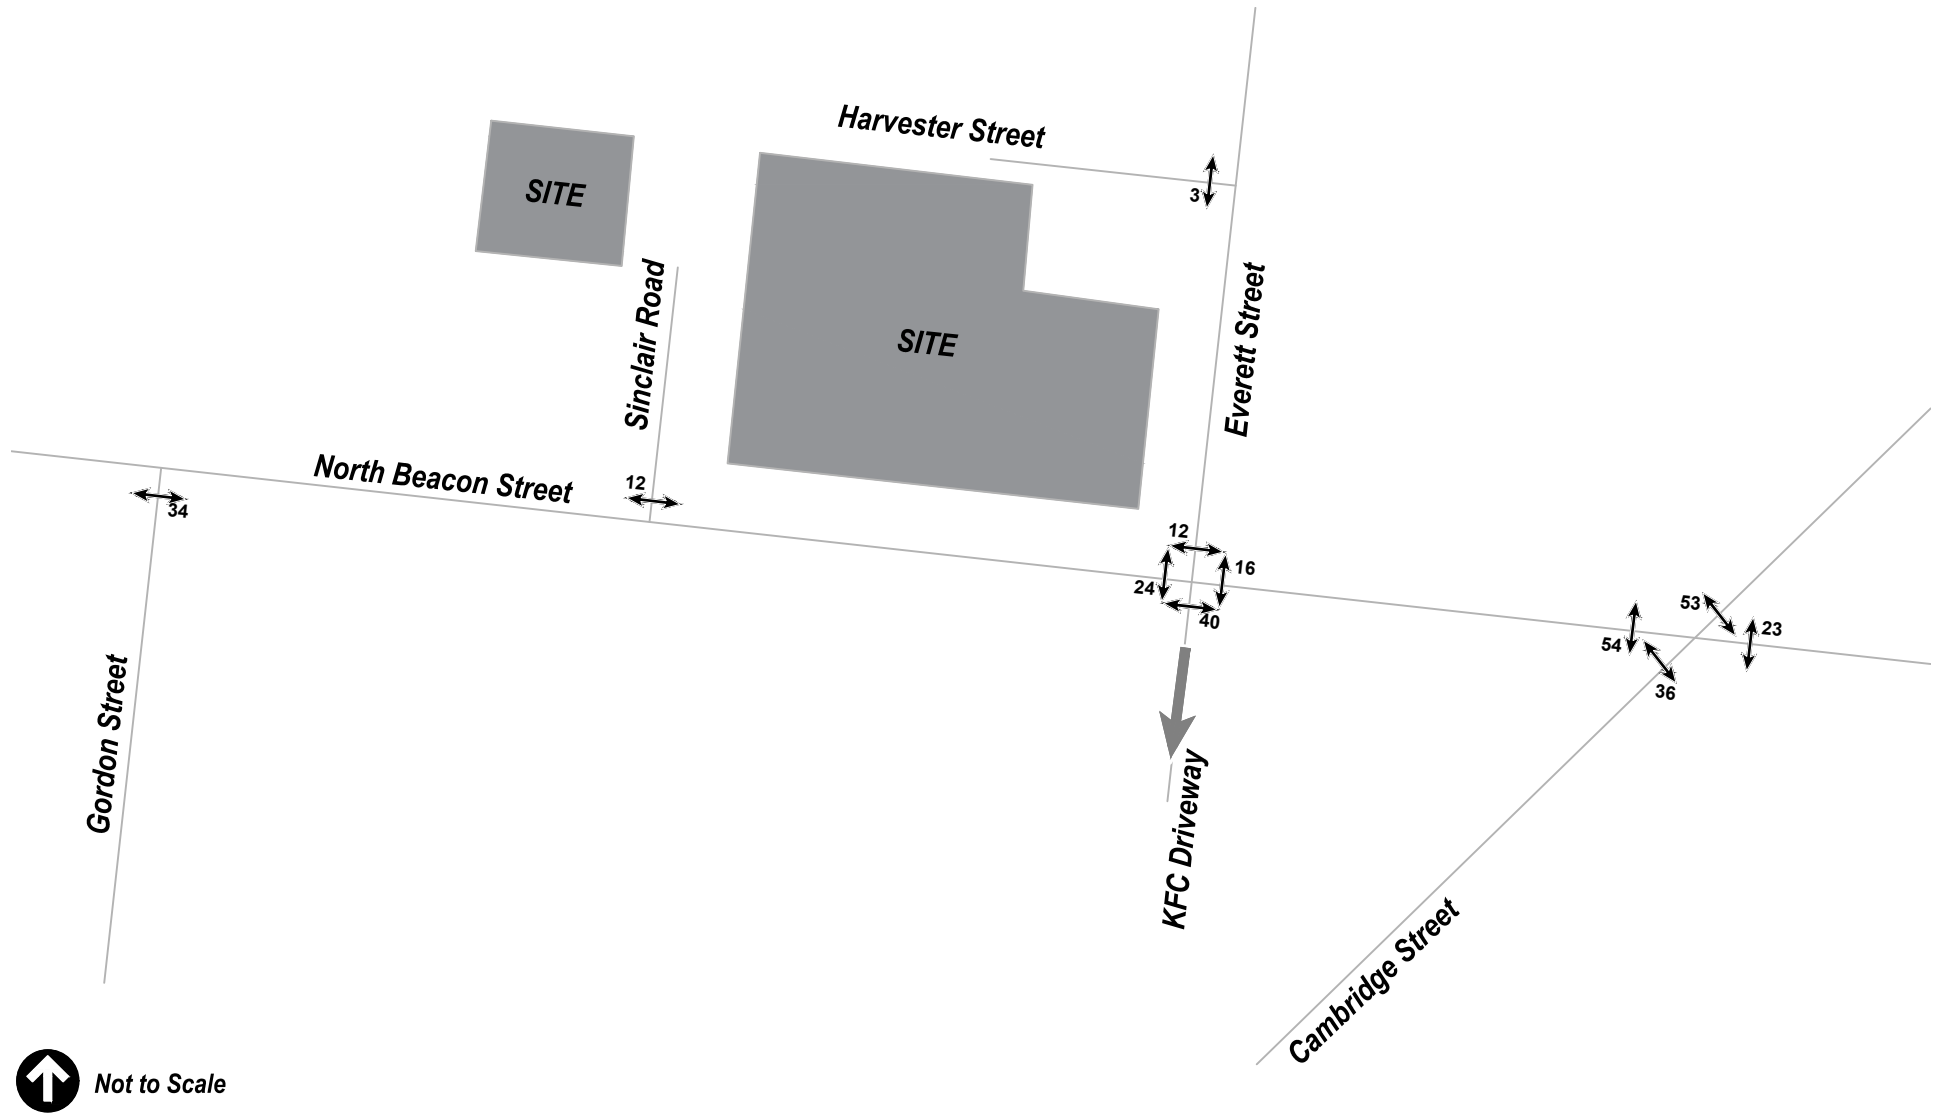 Harvester Street
SITE
3
Sinclair Road
SITE
Everett Street
North Beacon Street
12
34
12
16
24
40
53
23
54
36
Gordon Street
KFC Driveway
Cambridge Street
Not to Scale